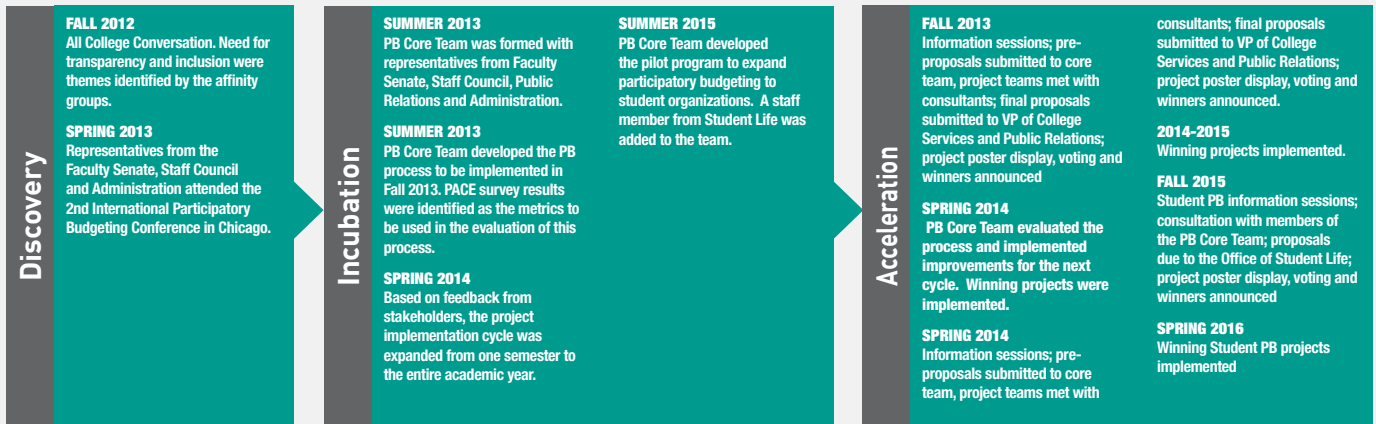 Discovery
FALL 2012
All College Conversation. Need for
transparency and inclusion were
themes identified by the affinity
groups.
SPRING 2013
Representatives from the
Faculty Senate, Staff Council
and Administration attended the
2nd International Participatory
Budgeting Conference in Chicago.
Incubation
SUMMER 2013
PB Core Team was formed with
representatives from Faculty
Senate, Staff Council, Public
Relations and Administration.
SUMMER 2013
PB Core Team developed the PB
process to be implemented in
Fall 2013. PACE survey results
were identified as the metrics to
be used in the evaluation of this
process.
SPRING 2014
Based on feedback from
stakeholders, the project
implementation cycle was
expanded from one semester to
the entire academic year.
SUMMER 2015
PB Core Team developed
the pilot program to expand
participatory budgeting to
student organizations. A staff
member from Student Life was
added to the team.
Acceleration
FALL 2013
Information sessions; pre-
proposals submitted to core
team, project teams met with
consultants; final proposals
submitted to VP of College
Services and Public Relations;
project poster display, voting and
winners announced
SPRING 2014
PB Core Team evaluated the
process and implemented
improvements for the next
cycle. Winning projects were
implemented.
SPRING 2014
Information sessions; pre-
proposals submitted to core
team, project teams met with
consultants; final proposals
submitted to VP of College
Services and Public Relations;
project poster display, voting and
winners announced.
2014-2015
Winning projects implemented.
FALL 2015
Student PB information sessions;
consultation with members of
the PB Core Team; proposals
due to the Office of Student Life;
project poster display, voting and
winners announced
SPRING 2016
Winning Student PB projects
implemented